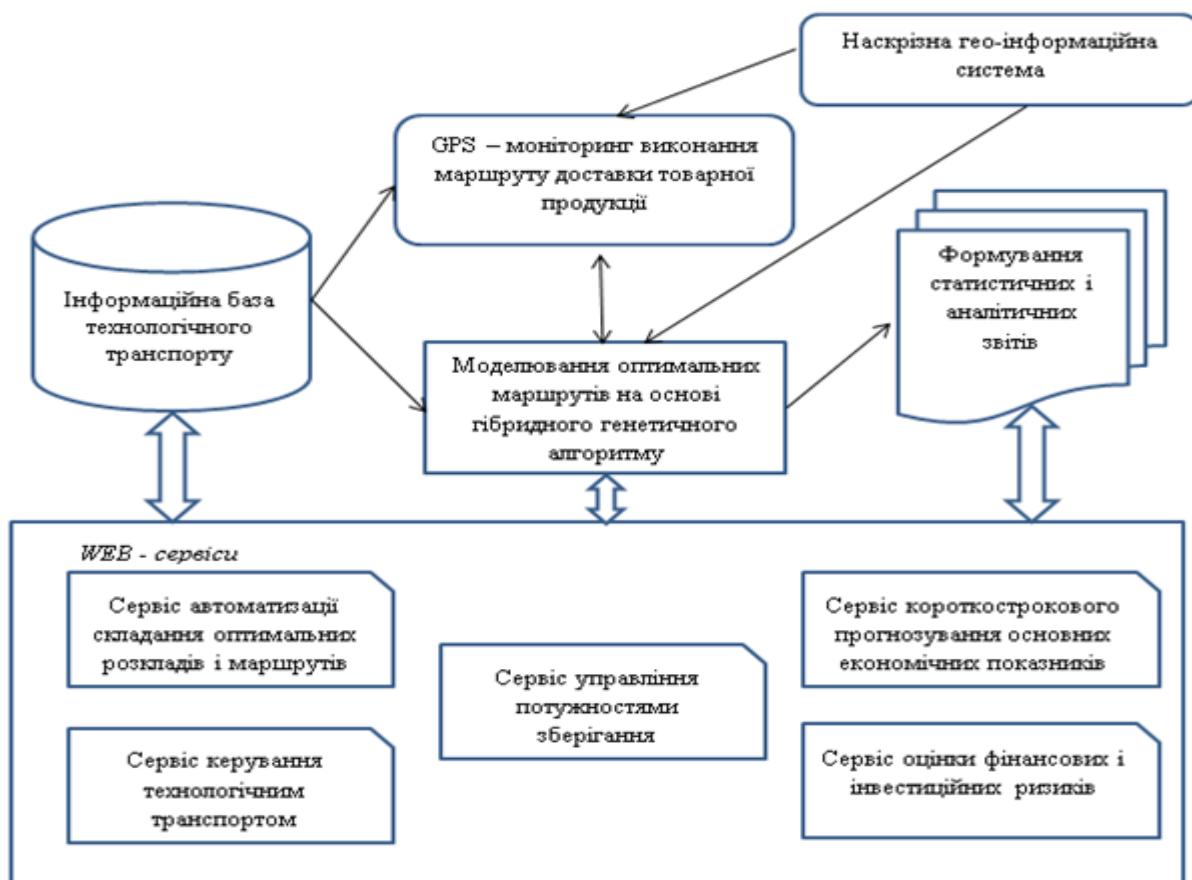 Наскрізна гео-інформаційна
система
GPS – моніторинг виконання
маршруту доставки товарної
продукції
Інформаційна база
технологічного
транспорту
Формування
статистичних і
аналітичних
звітів
Моделювання оптимальних
маршрутів на основі
гібридного генетичного
алгоритму
WEB - сервіси
Сервіс автоматизації
складання оптимальних
розкладів і маршрутів
Сервіс управління
потужностями
зберігання
Сервіс короткострокового
прогнозування основних
економічних показників
Сервіс керування
технологічним
транспортом
Сервіс оцінки фінансових і
інвестиційних ризиків